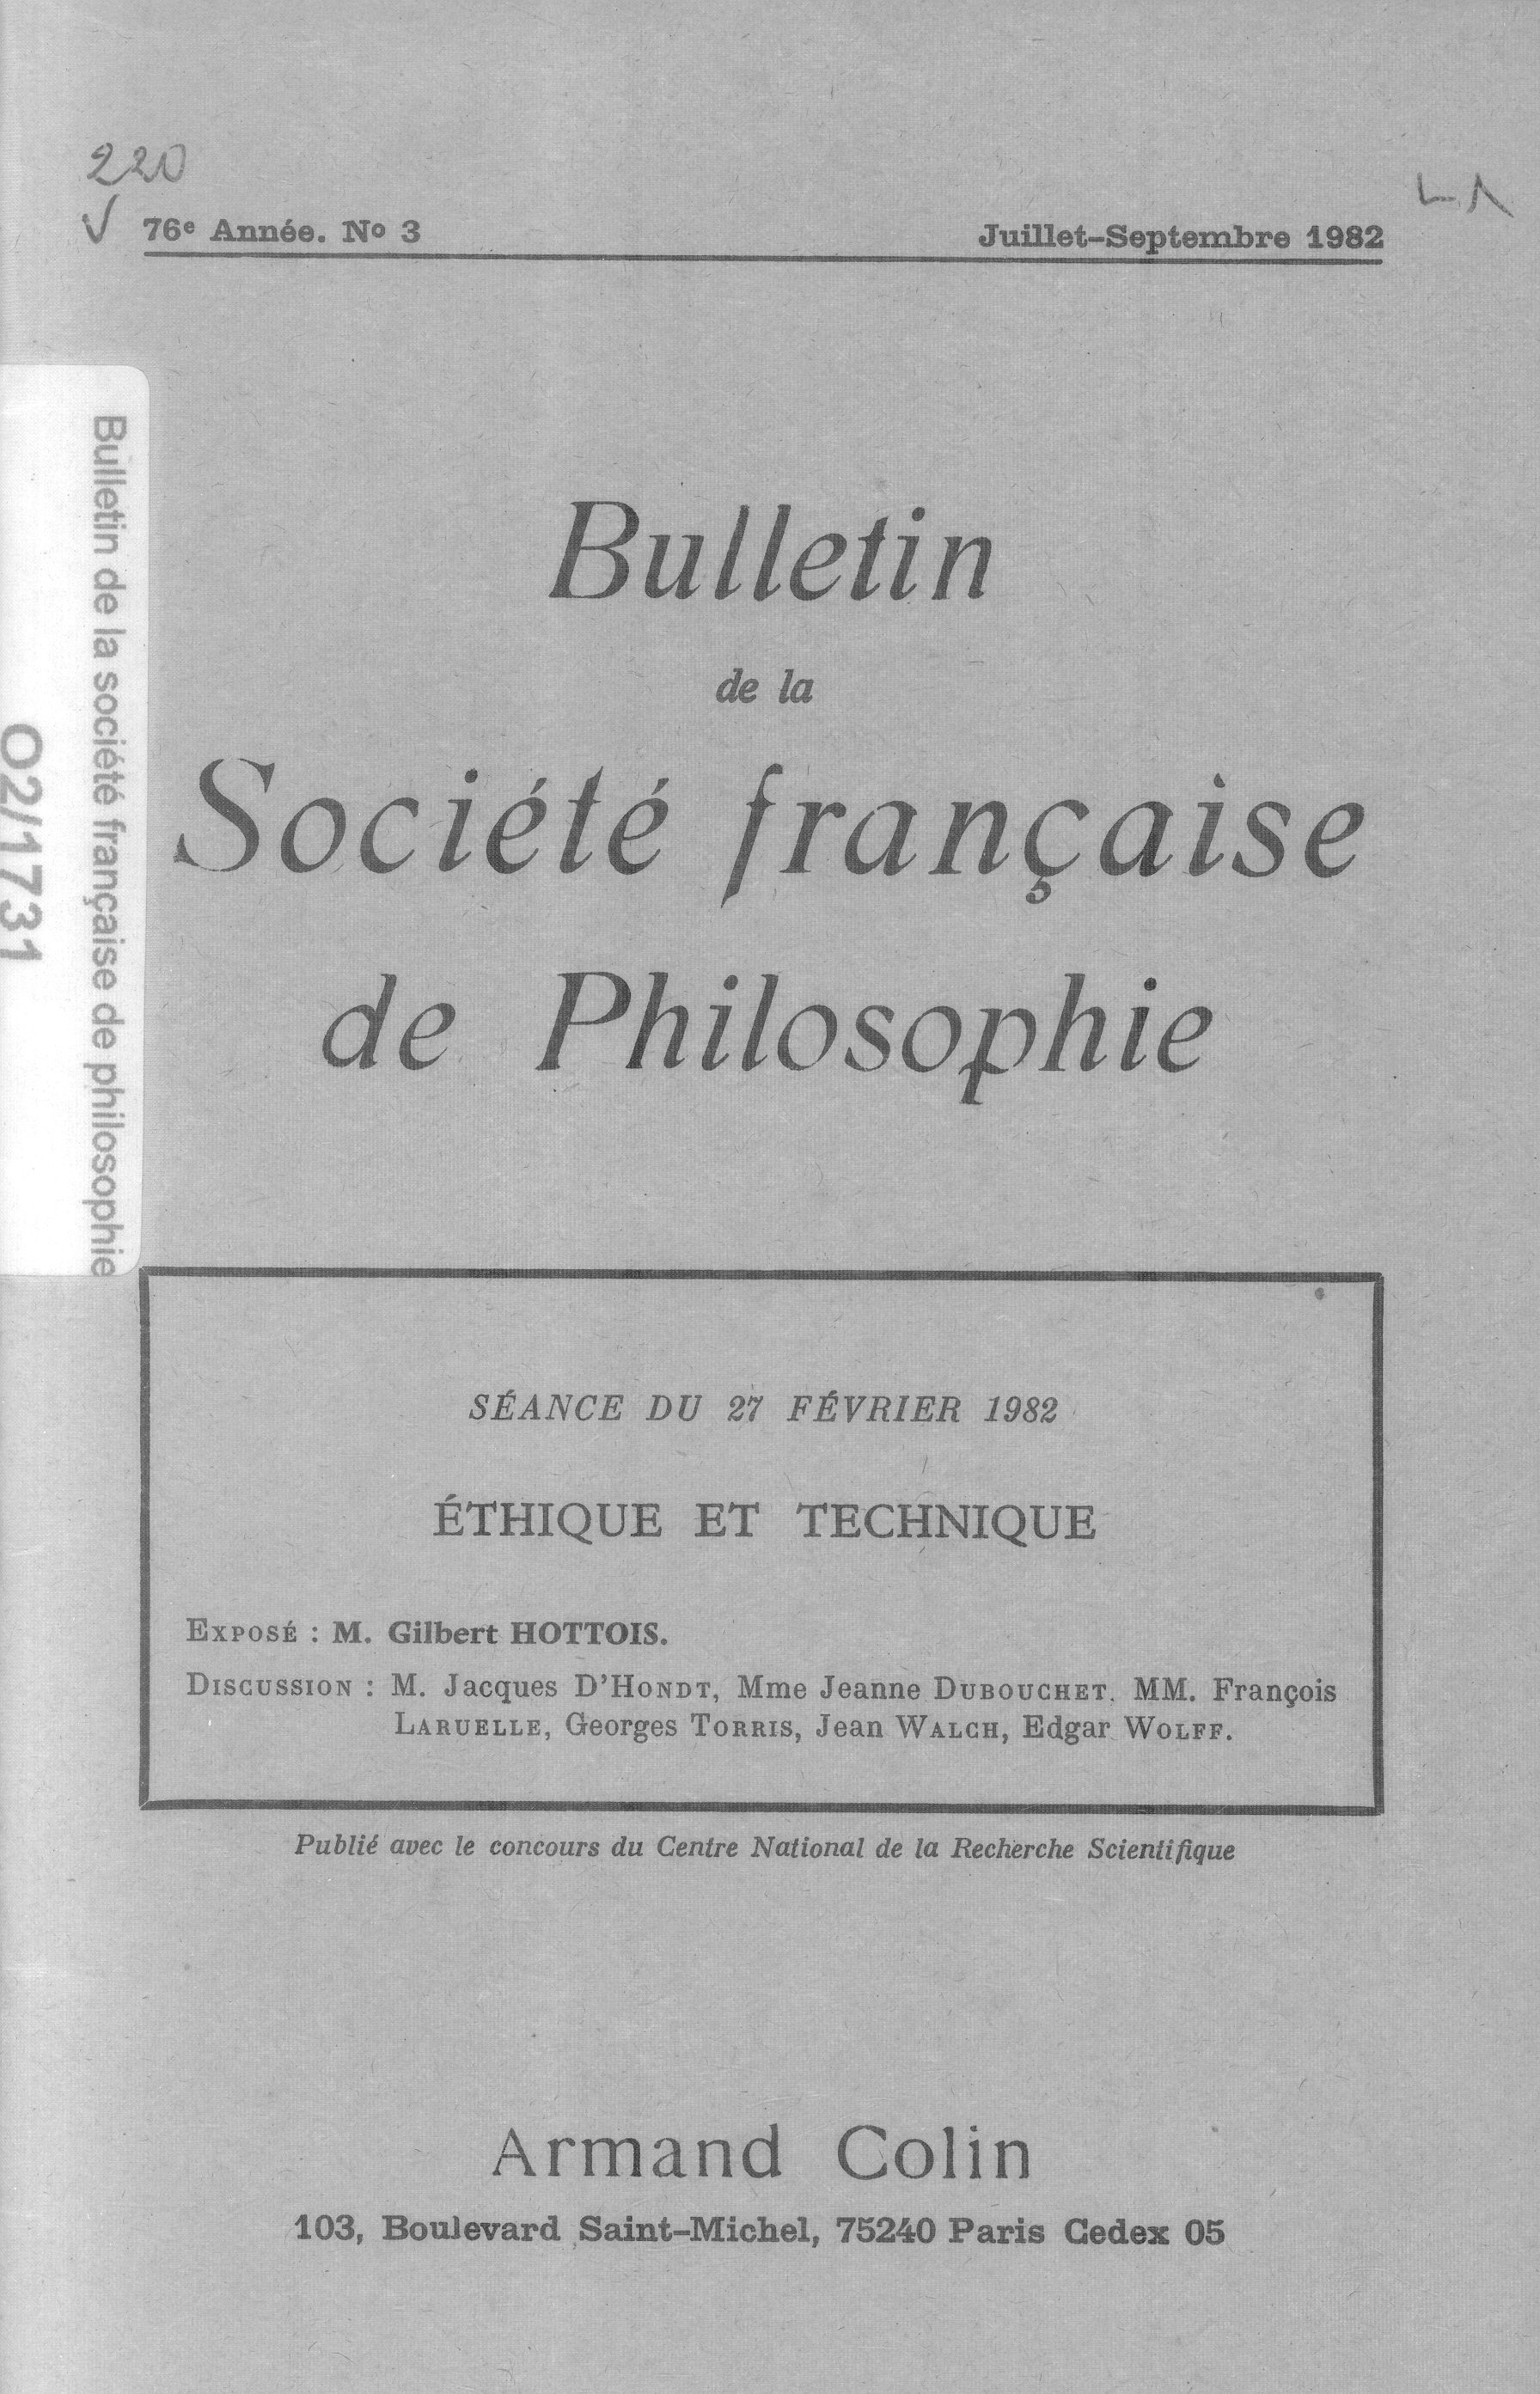 220
76e Année. No 3
Juillet-Septembre 1982
Bulletin de la société française de philosophie
02/1731
Bulletin
de la
Société française
de Philosophie
SÉANCE DU 27 FÉVRIER 1982
ÉTHIQUE ET TECHNIQUE
EXPOSÉ : M. Gilbert HOTTOIS.
DISCUSSION : M. Jacques D'HONDT, Mme Jeanne DUBOUCHET. MM. François
LARUELLE, Georges TORRIS, Jean WALCH, Edgar WOLFF.
Publié avec le concours du Centre National de la Recherche Scientifique
Armand Colin
103, Boulevard Saint-Michel, 75240 Paris Cedex 05